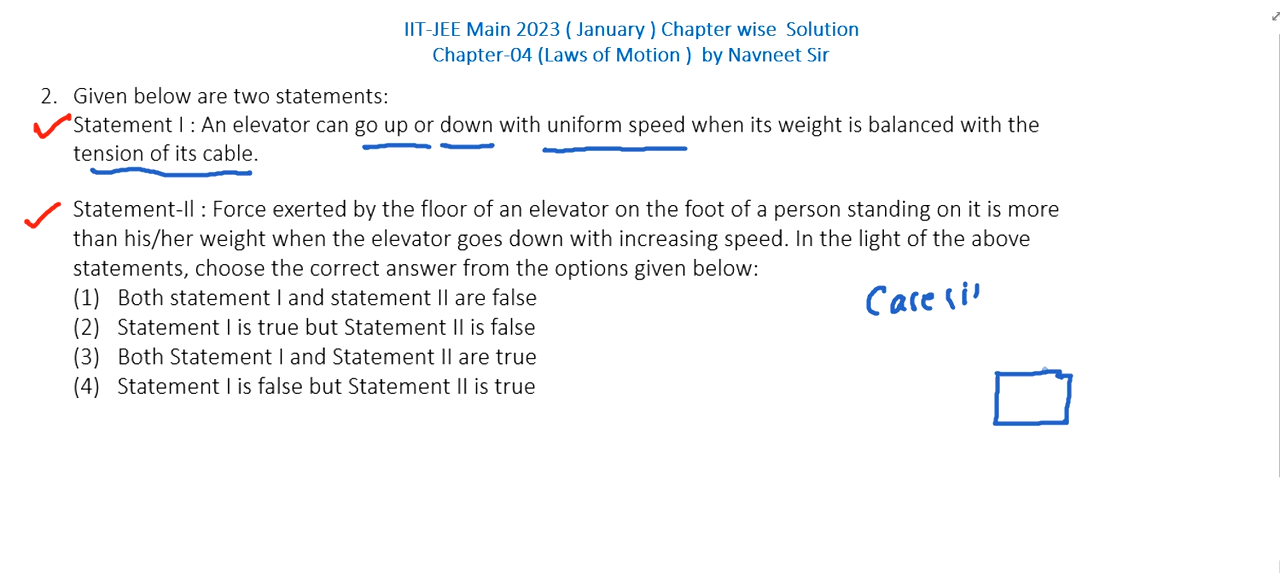 IIT-JEE Main 2023 ( January ) Chapter wise Solution
Chapter-04 (Laws of Motion ) by Navneet Sir
2. Given below are two statements:
Statement I : An elevator can go up or down with uniform speed when its weight is balanced with the
tension of its cable.
Statement-Il : Force exerted by the floor of an elevator on the foot of a person standing on it is more
than his/her weight when the elevator goes down with increasing speed. In the light of the above
statements, choose the correct answer from the options given below:
(1) Both statement I and statement II are false
Case (i)
(2) Statement I is true but Statement II is false
(3) Both Statement I and Statement II are true
(4) Statement I is false but Statement II is true